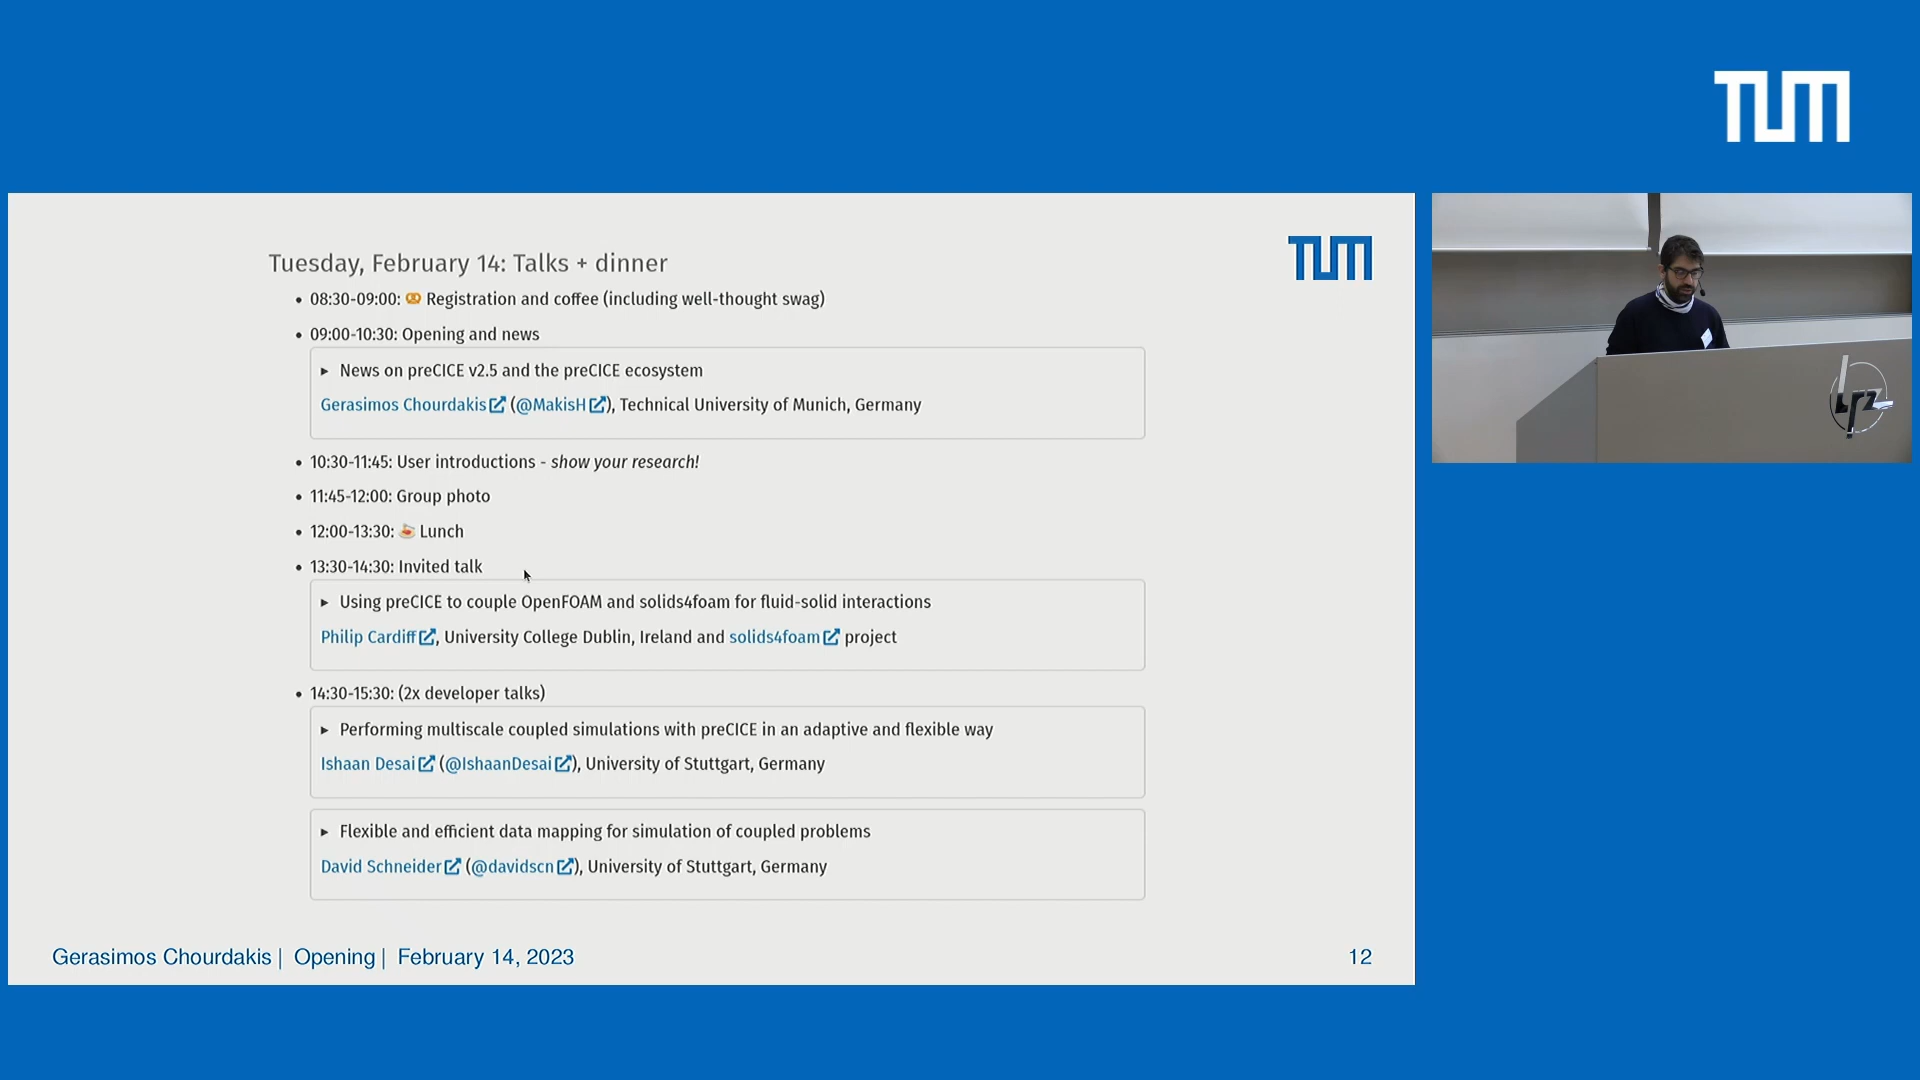 TUM
Tuesday, February 14: Talks + dinner
TUM
• 08:30-09:00: 🥨 Registration and coffee (including well-thought swag)
• 09:00-10:30: Opening and news
▸ News on preCICE v2.5 and the preCICE ecosystem
Gerasimos Chourdakis (@MakisH), Technical University of Munich, Germany
• 10:30-11:45: User introductions - show your research!
• 11:45-12:00: Group photo
• 12:00-13:30: 🍝 Lunch
• 13:30-14:30: Invited talk
▸ Using preCICE to couple OpenFOAM and solids4foam for fluid-solid interactions
Philip Cardiff, University College Dublin, Ireland and solids4foam project
• 14:30-15:30: (2x developer talks)
▸ Performing multiscale coupled simulations with preCICE in an adaptive and flexible way
Ishaan Desai (@IshaanDesai), University of Stuttgart, Germany
▸ Flexible and efficient data mapping for simulation of coupled problems
David Schneider (@davidscn), University of Stuttgart, Germany
Gerasimos Chourdakis | Opening | February 14, 2023
12
lrz